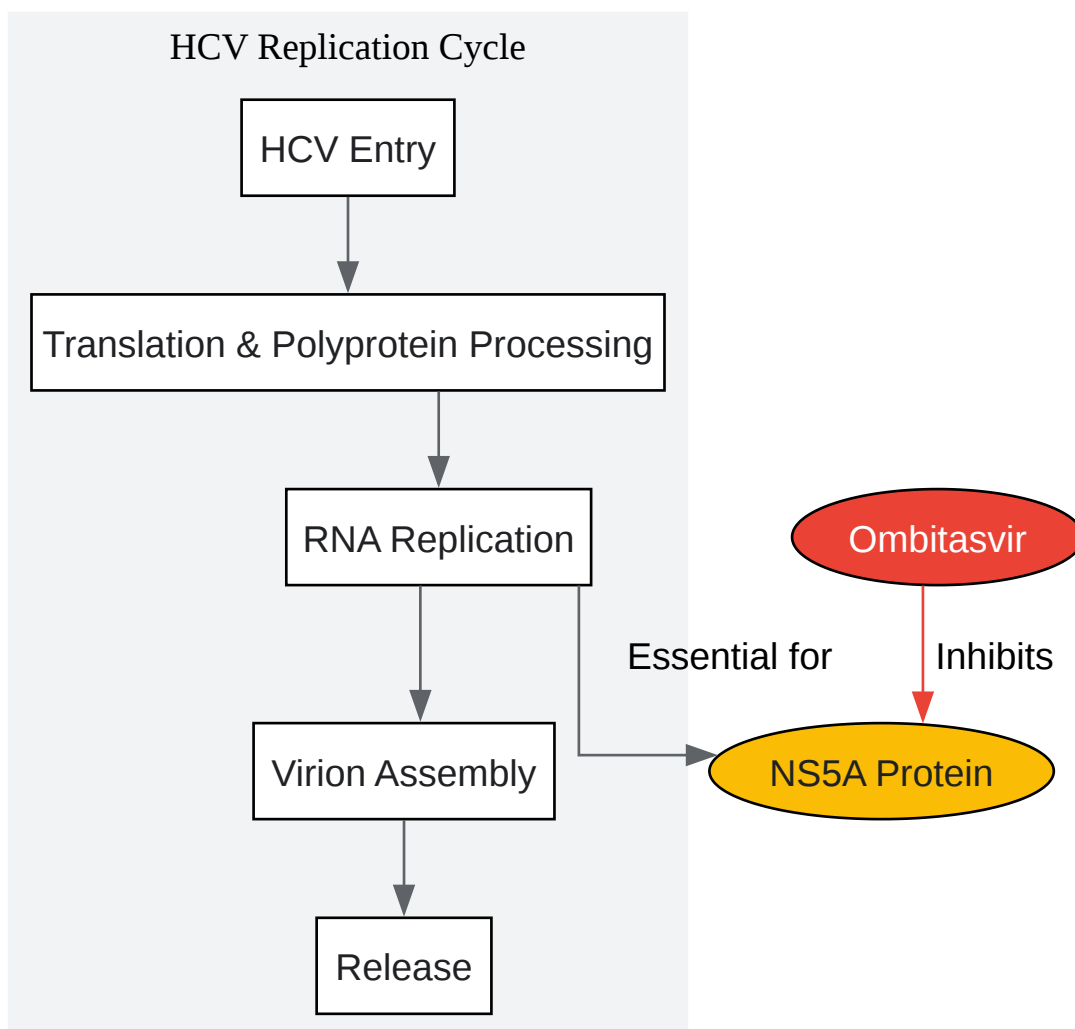 HCV Replication Cycle
HCV Entry
Translation & Polyprotein Processing
RNA Replication
Ombitasvir
Essential for
Inhibits
Virion Assembly
NS5A Protein
Release